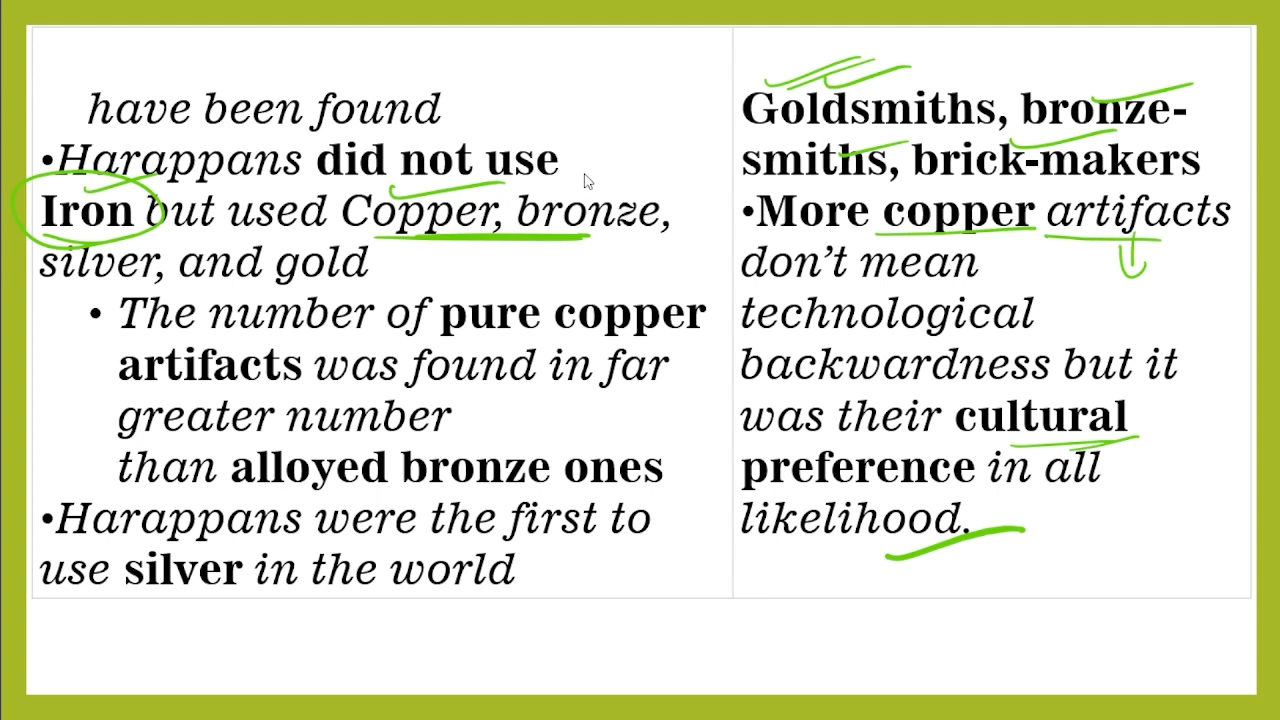 have been found
•Harappans did not use
Iron but used Copper, bronze,
silver, and gold
• The number of pure copper
artifacts was found in far
greater number
than alloyed bronze ones
•Harappans were the first to
use silver in the world
Goldsmiths, bronze-
smiths, brick-makers
•More copper artifacts
don’t mean
technological
backwardness but it
was their cultural
preference in all
likelihood.